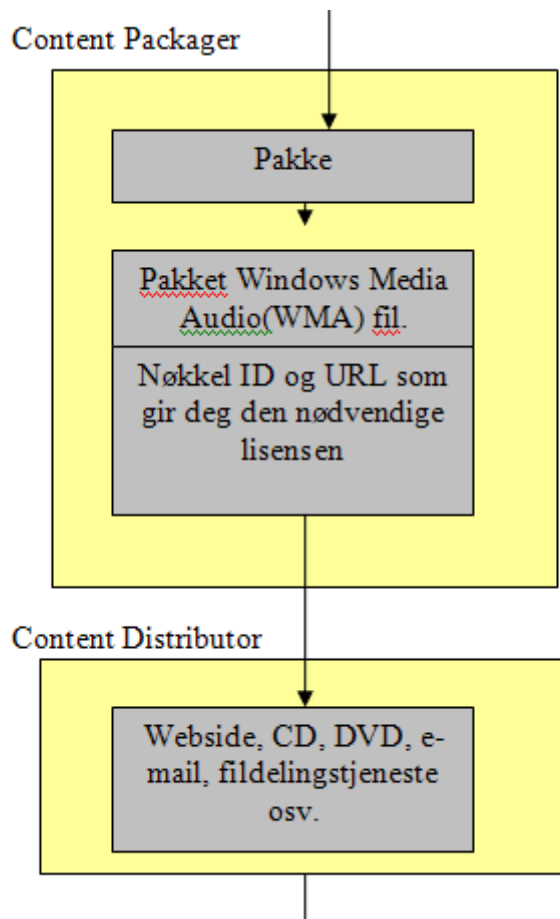 Content Packager
Pakke
Pakket Windows Media
Audio(WMA) fil.
Nøkkel ID og URL som
gir deg den nødvendige
lisensen
Content Distributor
Webside, CD, DVD, e-
mail, fildelingstjeneste
osv.